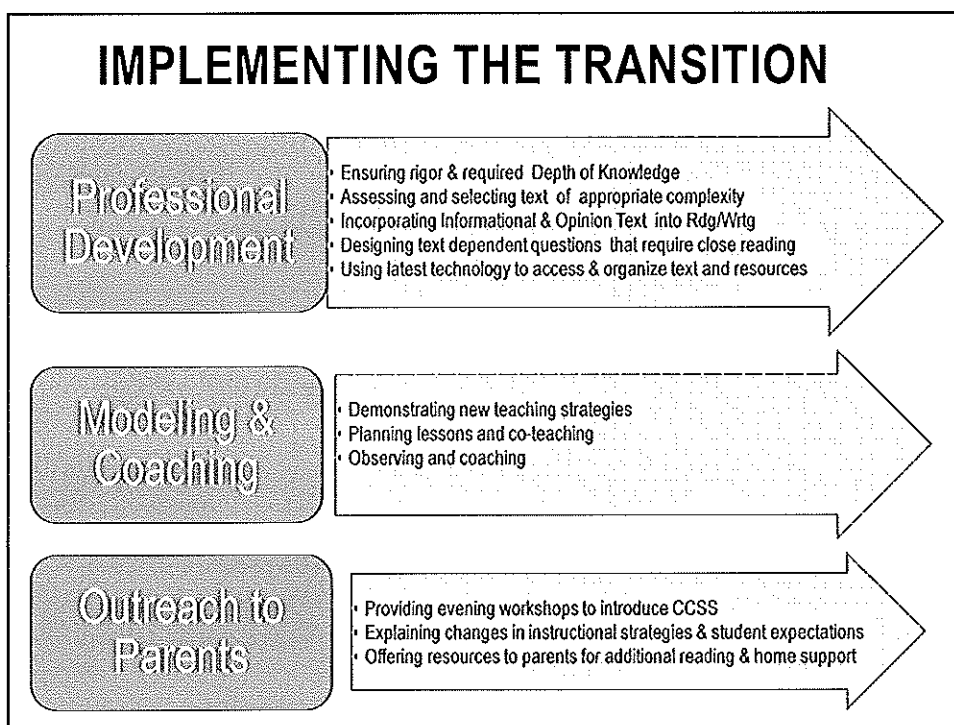 IMPLEMENTING THE TRANSITION
Professional
Development
• Ensuring rigor & required Depth of Knowledge
• Assessing and selecting text of appropriate complexity
• Incorporating Informational & Opinion Text into Rdg/Wrtg
• Designing text dependent questions that require close reading
• Using latest technology to access & organize text and resources
Modeling &
Coaching
• Demonstrating new teaching strategies
• Planning lessons and co-teaching
• Observing and coaching
Outreach to
Parents
• Providing evening workshops to introduce CCSS
• Explaining changes in instructional strategies & student expectations
• Offering resources to parents for additional reading & home support